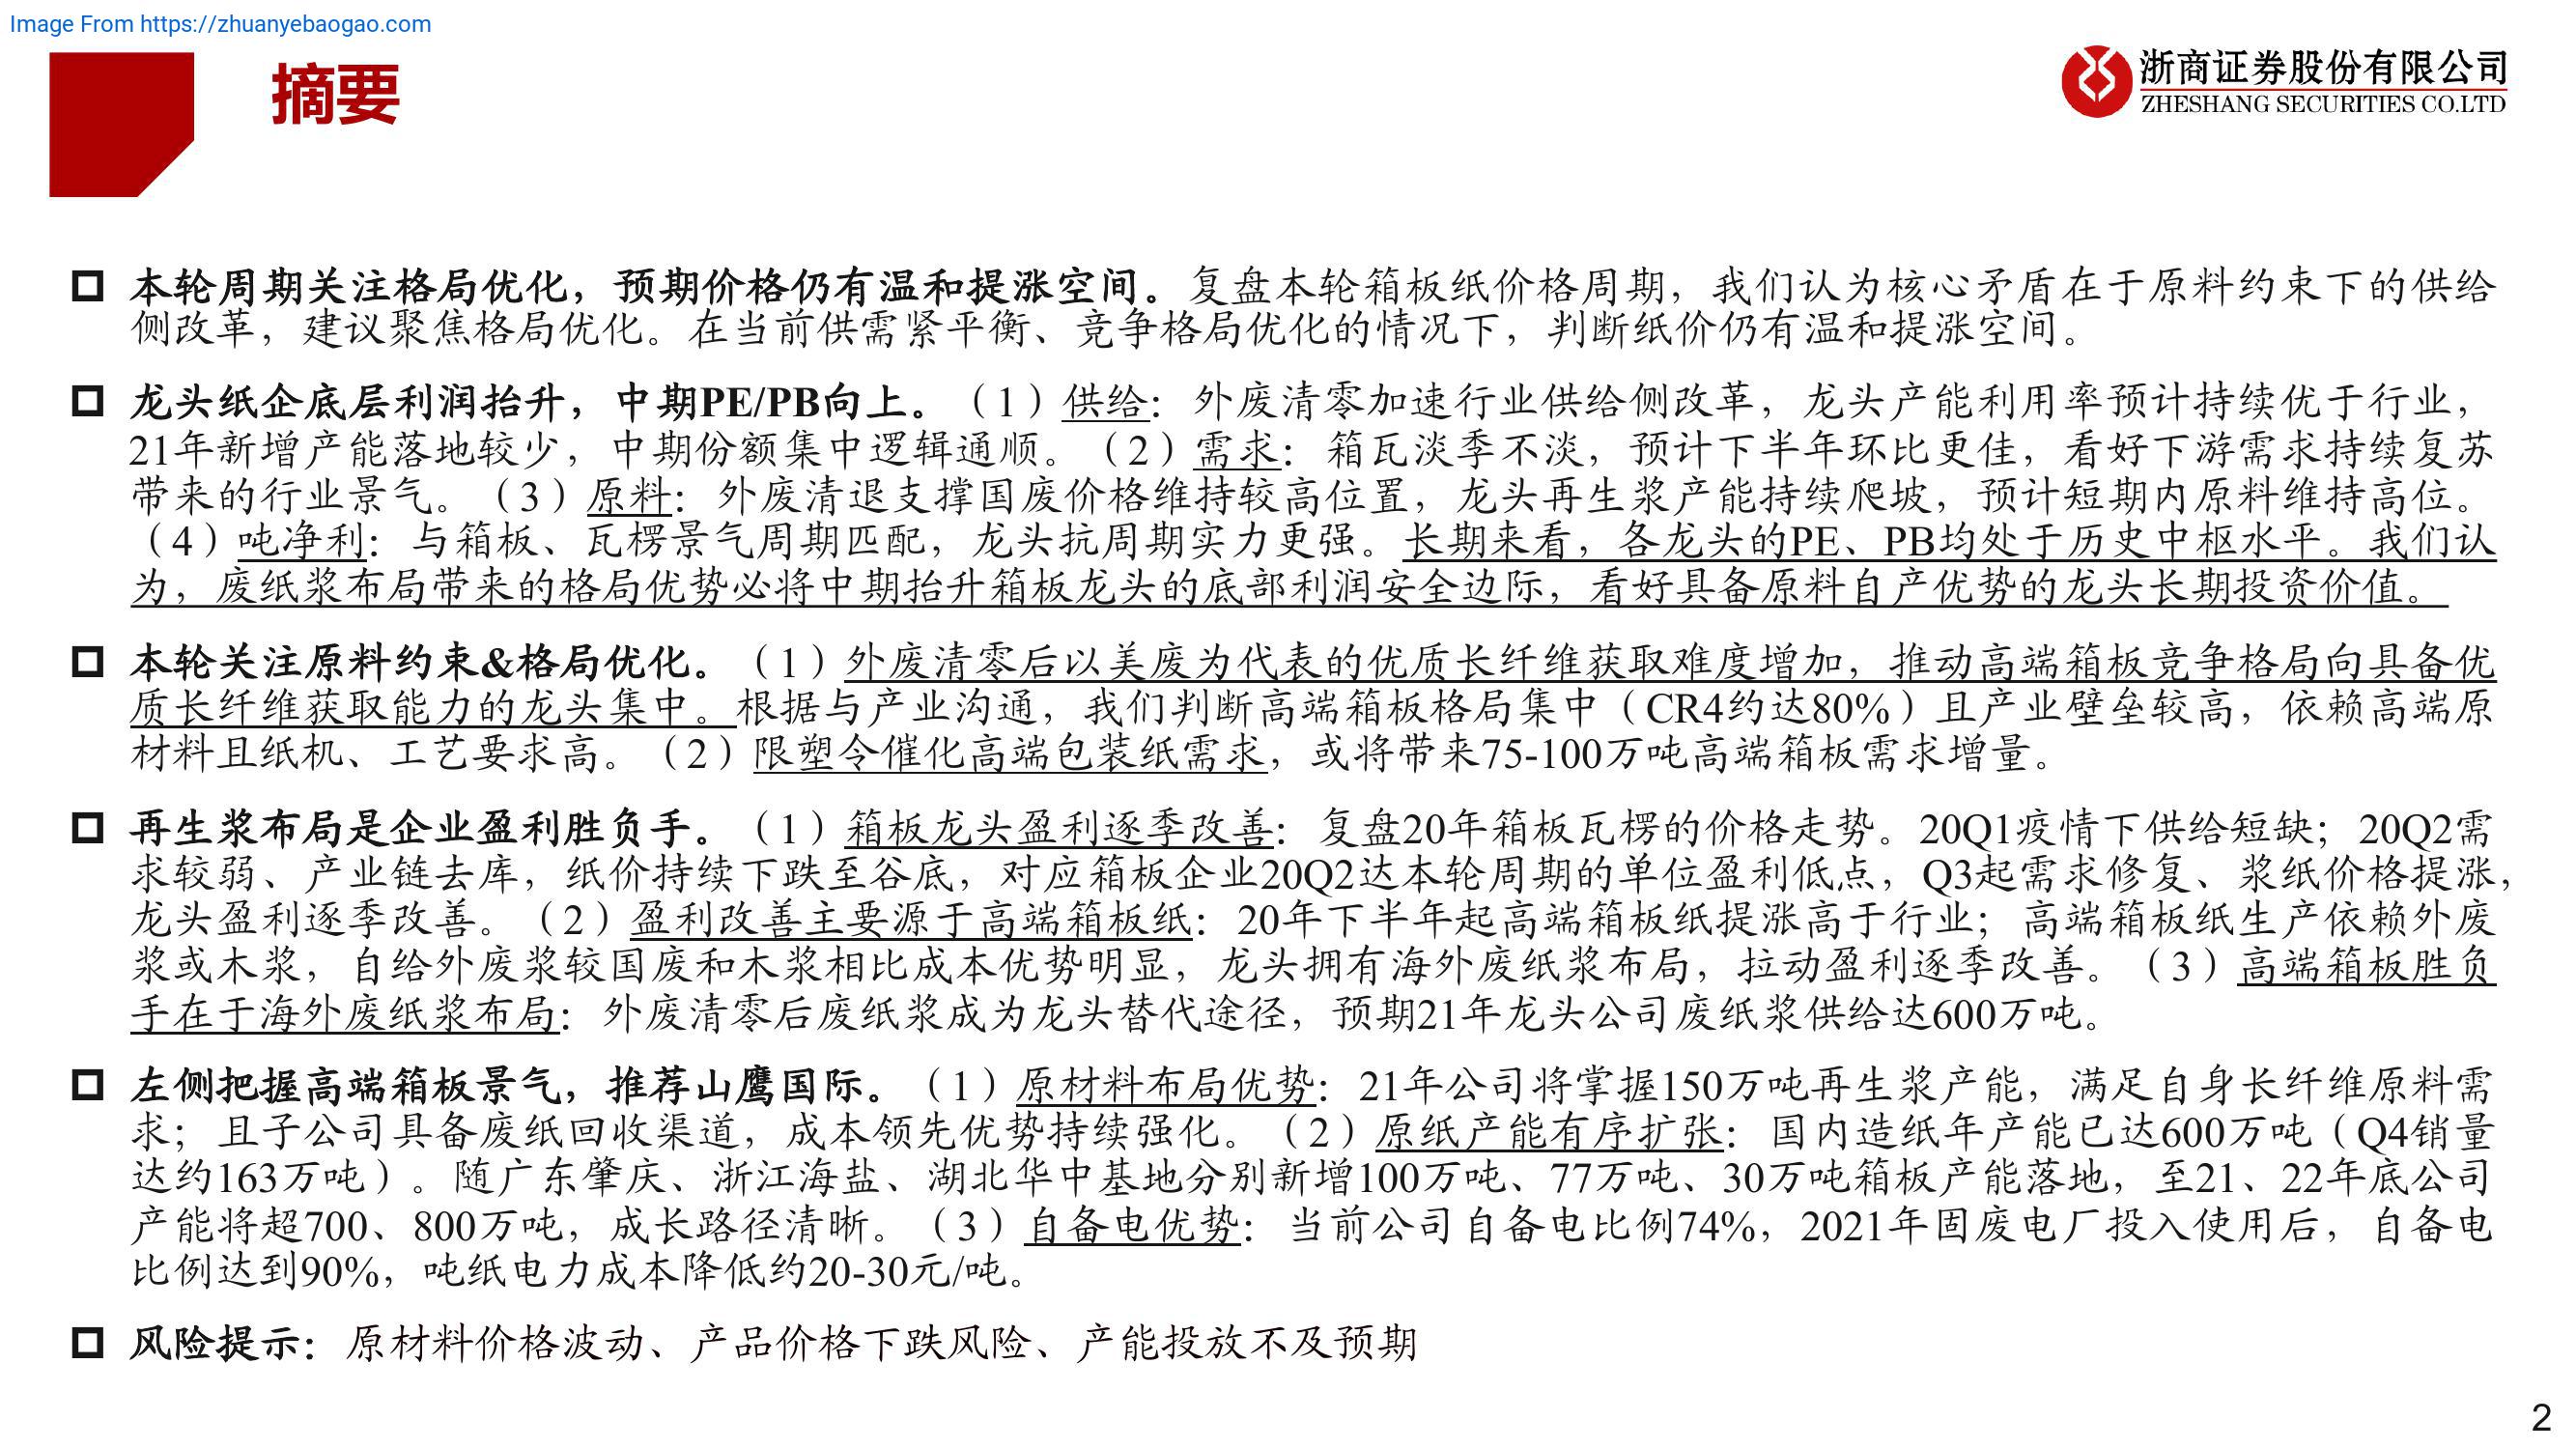 Image From https://zhuanyebaogao.com
摘要
浙商证券股份有限公司
ZHESHANG SECURITIES CO.LTD
本轮周期关注格局优化，预期价格仍有温和提涨空间。复盘本轮箱板纸价格周期，我们认为核心矛盾在于原料约束下的供给
侧改革，建议聚焦格局优化。在当前供需紧平衡、竞争格局优化的情况下，判断纸价仍有温和提涨空间。
龙头纸企底层利润抬升，中期PE/PB向上。（1）供给：外废清零加速行业供给侧改革，龙头产能利用率预计持续优于行业，
21年新增产能落地较少，中期份额集中逻辑通顺。（2）需求：箱瓦淡季不淡，预计下半年环比更佳，看好下游需求持续复苏
带来的行业景气。（3）原料：外废清退支撑国废价格维持较高位置，龙头再生浆产能持续爬坡，预计短期内原料维持高位。
（4）吨净利：与箱板、瓦楞景气周期匹配，龙头抗周期实力更强。长期来看，各龙头的PE、PB均处于历史中枢水平。我们认
为，废纸浆布局带来的格局优势必将中期抬升箱板龙头的底部利润安全边际，看好具备原料自产优势的龙头长期投资价值。
本轮关注原料约束&格局优化。（1）外废清零后以美废为代表的优质长纤维获取难度增加，推动高端箱板竞争格局向具备优
质长纤维获取能力的龙头集中。根据与产业沟通，我们判断高端箱板格局集中（CR4约达80%）且产业壁垒较高，依赖高端原
材料且纸机、工艺要求高。（2）限塑令催化高端包装纸需求，或将带来75-100万吨高端箱板需求增量。
再生浆布局是企业盈利胜负手。（1）箱板龙头盈利逐季改善：复盘20年箱板瓦楞的价格走势。20Q1疫情下供给短缺；20Q2需
求较弱、产业链去库，纸价持续下跌至谷底，对应箱板企业20Q2达本轮周期的单位盈利低点，Q3起需求修复、浆纸价格提涨，
龙头盈利逐季改善。（2）盈利改善主要源于高端箱板纸：20年下半年起高端箱板纸提涨高于行业；高端箱板纸生产依赖外废
浆或木浆，自给外废浆较国废和木浆相比成本优势明显，龙头拥有海外废纸浆布局，拉动盈利逐季改善。（3）高端箱板胜负
手在于海外废纸浆布局：外废清零后废纸浆成为龙头替代途径，预期21年龙头公司废纸浆供给达600万吨。
左侧把握高端箱板景气，推荐山鹰国际。（1）原材料布局优势：21年公司将掌握150万吨再生浆产能，满足自身长纤维原料需
求；且子公司具备废纸回收渠道，成本领先优势持续强化。（2）原纸产能有序扩张：国内造纸年产能已达600万吨（Q4销量
达约163万吨）。随广东肇庆、浙江海盐、湖北华中基地分别新增100万吨、77万吨、30万吨箱板产能落地，至21、22年底公司
产能将超700、800万吨，成长路径清晰。（3）自备电优势：当前公司自备电比例74%，2021年固废电厂投入使用后，自备电
比例达到90%，吨纸电力成本降低约20-30元/吨。
风险提示：原材料价格波动、产品价格下跌风险、产能投放不及预期
2